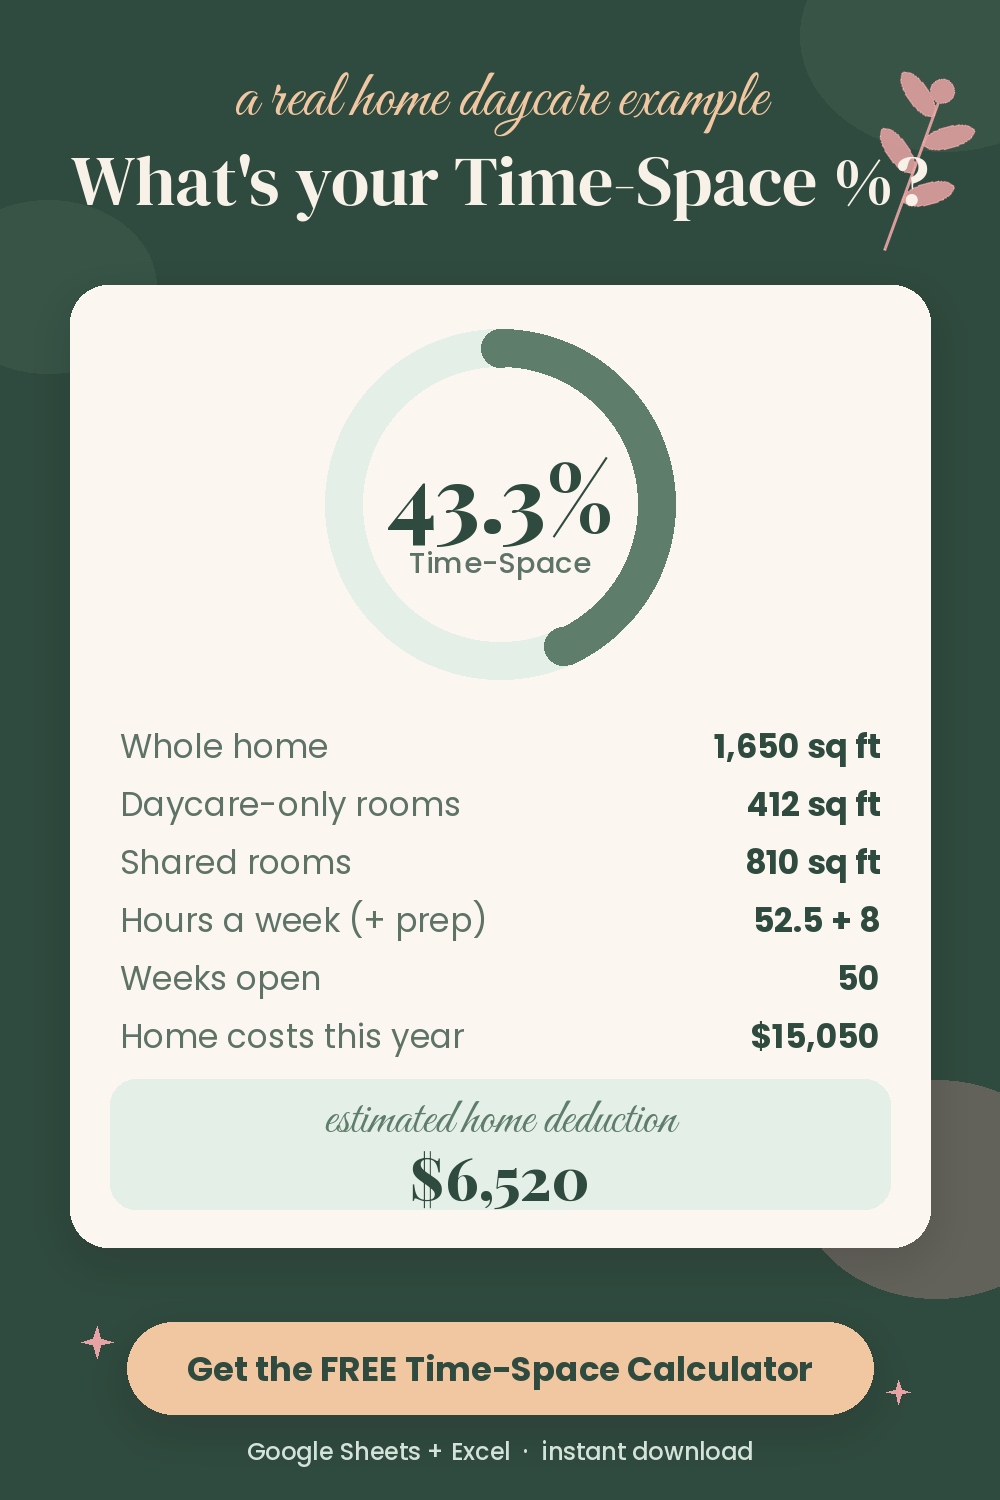 a real home daycare example
What's your Time-Space %?
43.3%
Time-Space
Whole home 1,650 sq ft
Daycare-only rooms 412 sq ft
Shared rooms 810 sq ft
Hours a week (+ prep) 52.5 + 8
Weeks open 50
Home costs this year $15,050
estimated home deduction
$6,520
Get the FREE Time-Space Calculator
Google Sheets + Excel · instant download